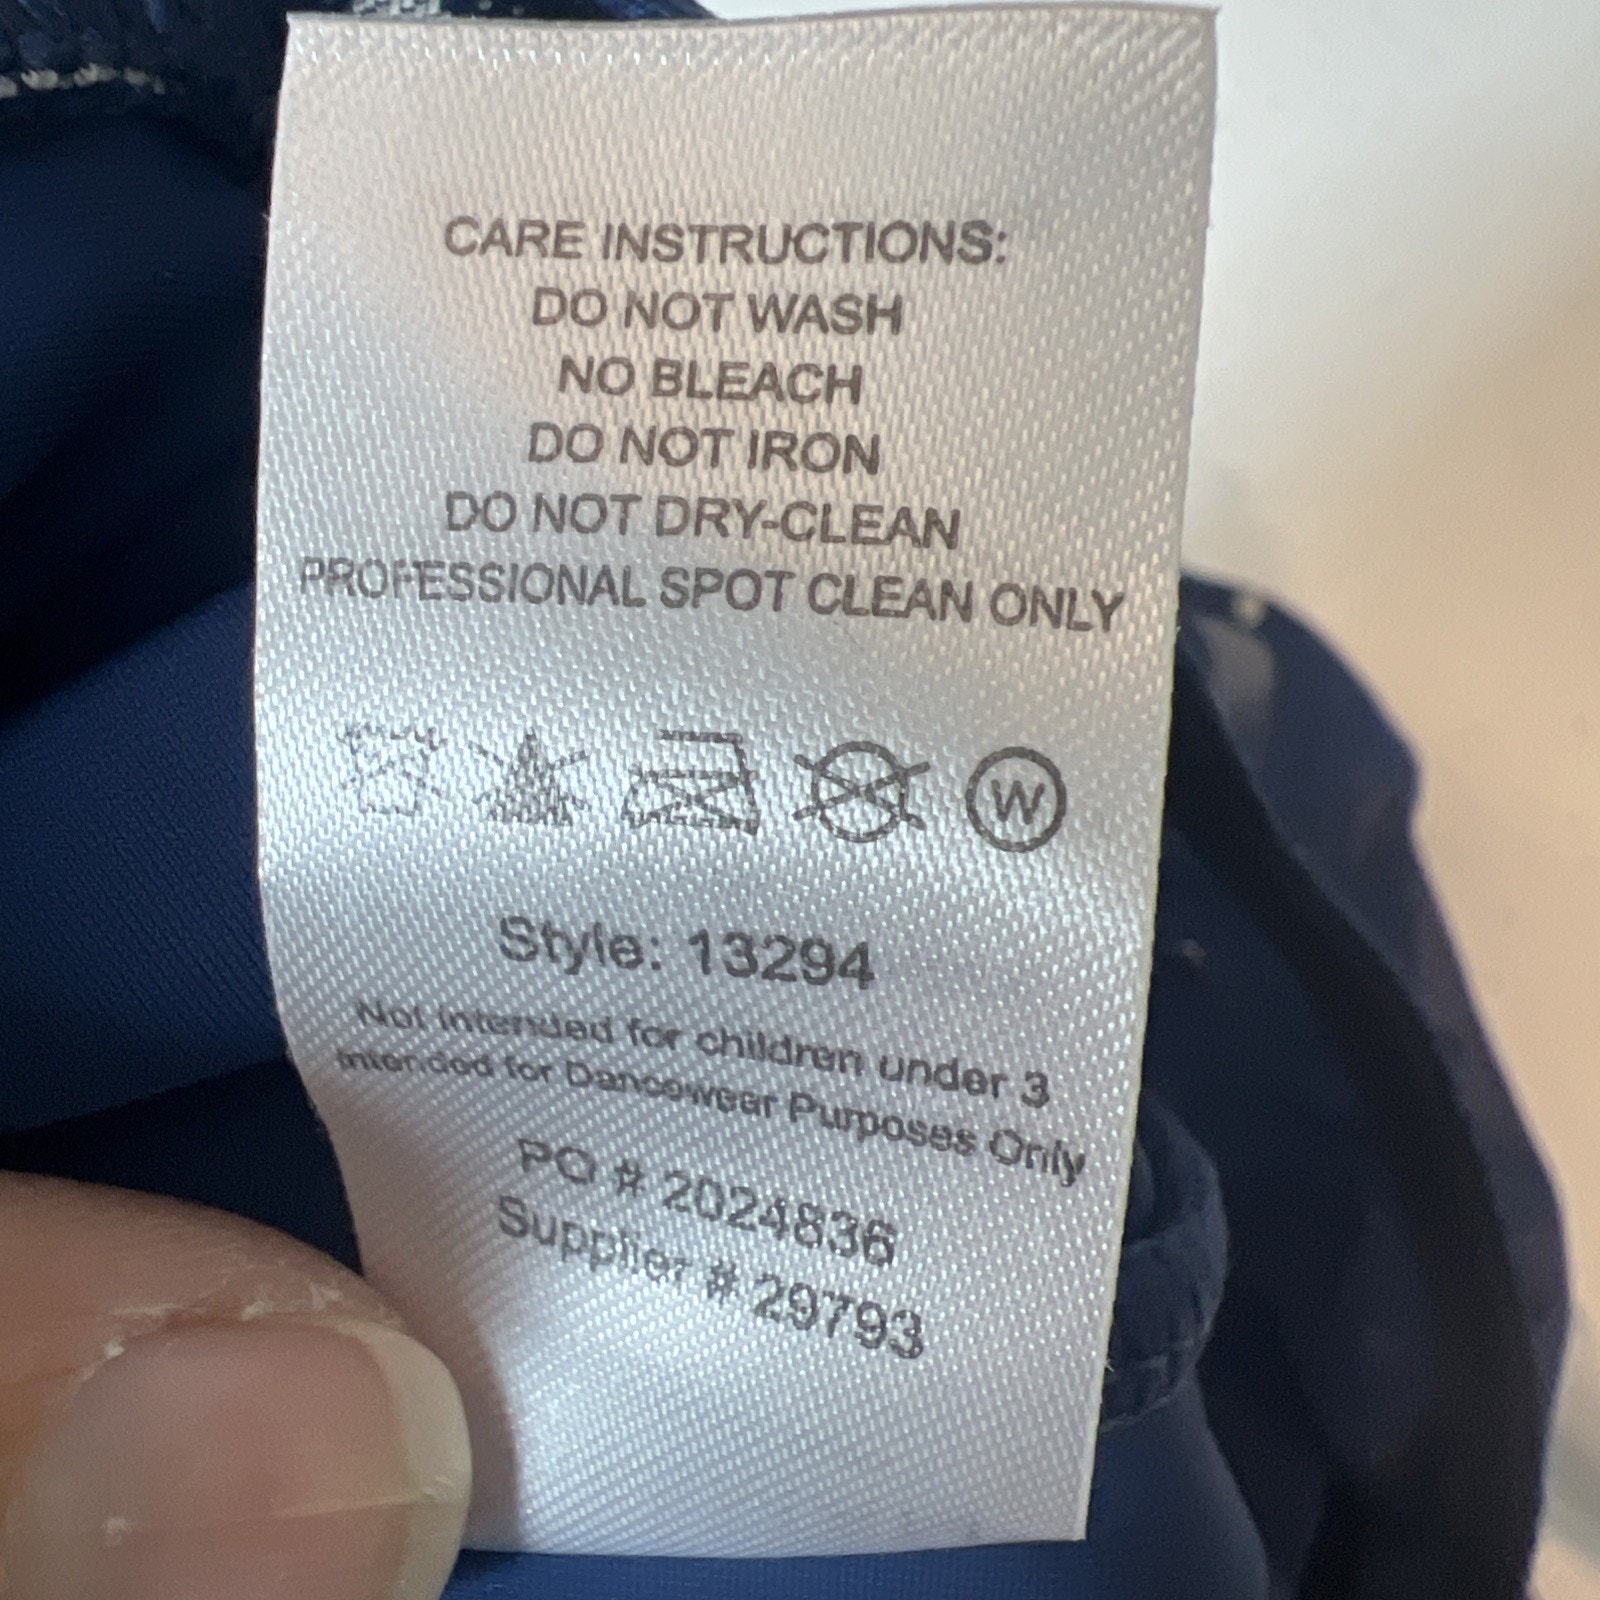 CARE INSTRUCTIONS:
DO NOT WASH
NO BLEACH
DO NOT IRON
DO NOT DRY-CLEAN
PROFESSIONAL SPOT CLEAN ONLY
W
Style: 13294
Not intended for children under 3
Intended for Dancewear Purposes Only
PO # 2024836
Supplier # 29793